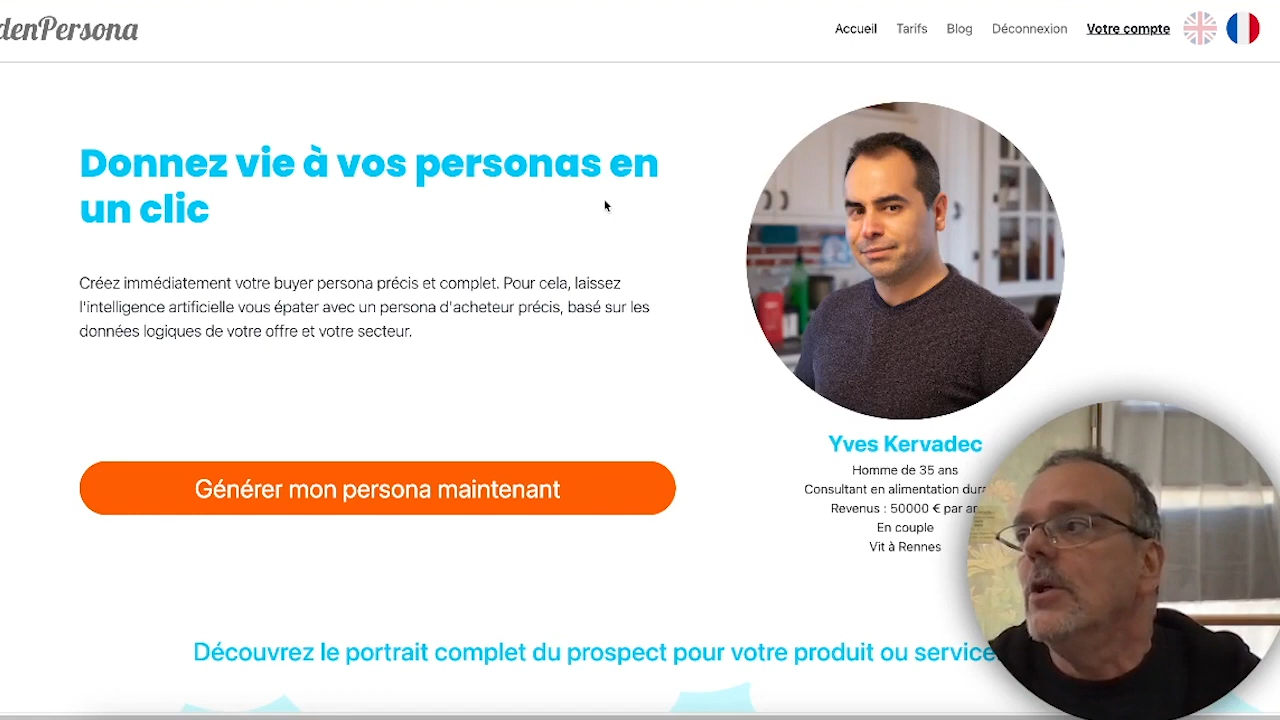 denPersona
Accueil
Tarifs
Blog
Déconnexion
Votre compte
Donnez vie à vos personas en
un clic
Créez immédiatement votre buyer persona précis et complet. Pour cela, laissez
l'intelligence artificielle vous épater avec un persona d'acheteur précis, basé sur les
données logiques de votre offre et votre secteur.
Générer mon persona maintenant
Yves Kervadec
Homme de 35 ans
Consultant en alimentation
Revenus : 50000 € par
En couple
Vit à Rennes
Découvrez le portrait complet du prospect pour votre produit ou service